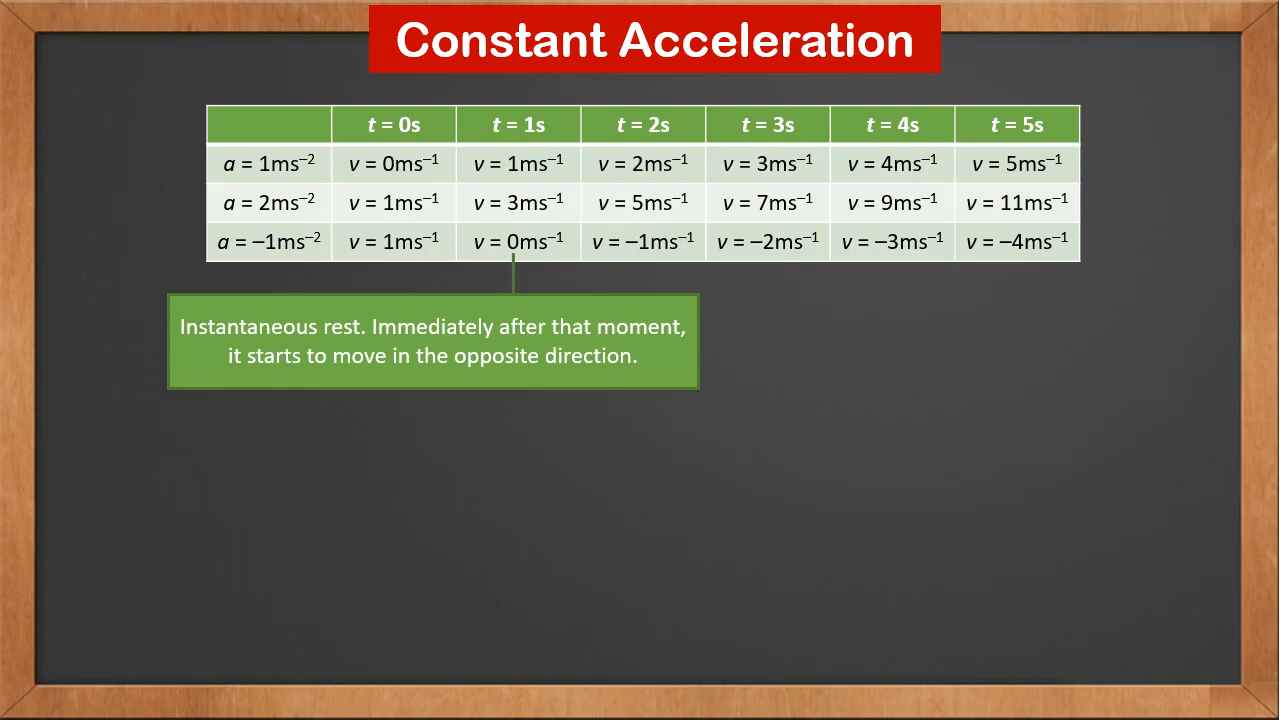 Constant Acceleration
t = 0s t = 1s t = 2s t = 3s t = 4s t = 5s
a = 1ms⁻² v = 0ms⁻¹ v = 1ms⁻¹ v = 2ms⁻¹ v = 3ms⁻¹ v = 4ms⁻¹ v = 5ms⁻¹
a = 2ms⁻² v = 1ms⁻¹ v = 3ms⁻¹ v = 5ms⁻¹ v = 7ms⁻¹ v = 9ms⁻¹ v = 11ms⁻¹
a = –1ms⁻² v = 1ms⁻¹ v = 0ms⁻¹ v = –1ms⁻¹ v = –2ms⁻¹ v = –3ms⁻¹ v = –4ms⁻¹
Instantaneous rest. Immediately after that moment,
it starts to move in the opposite direction.